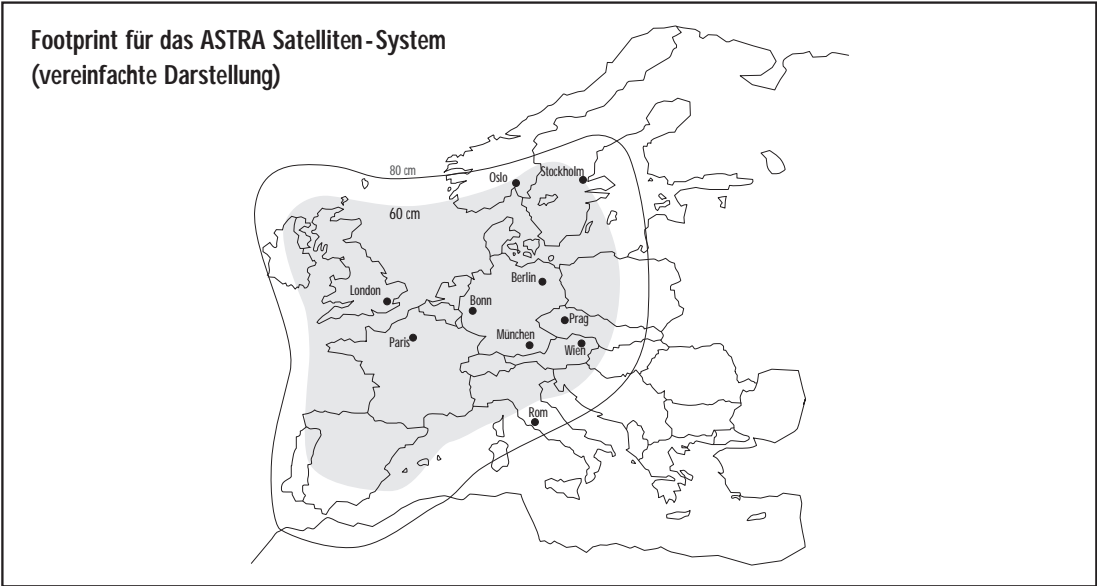 Footprint für das ASTRA Satelliten-System
(vereinfachte Darstellung)
80 cm
Oslo
Stockholm
60 cm
Berlin
London
Bonn
Prag
München
Paris
Wien
Rom